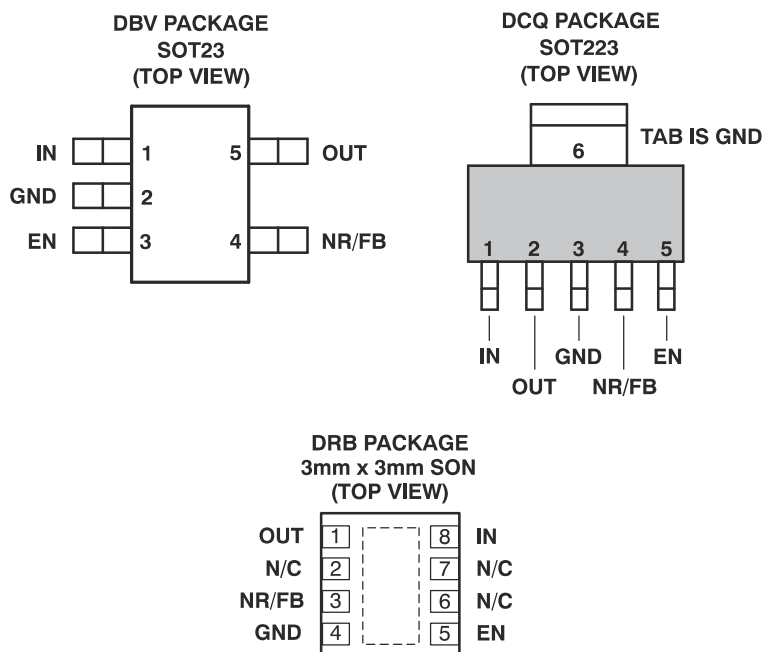 DBV PACKAGE
SOT23
(TOP VIEW)
IN 1 5 OUT
GND 2
EN 3 4 NR/FB
DCQ PACKAGE
SOT223
(TOP VIEW)
6 TAB IS GND
1 2 3 4 5
IN GND EN
OUT NR/FB
DRB PACKAGE
3mm x 3mm SON
(TOP VIEW)
OUT 1 8 IN
N/C 2 7 N/C
NR/FB 3 6 N/C
GND 4 5 EN